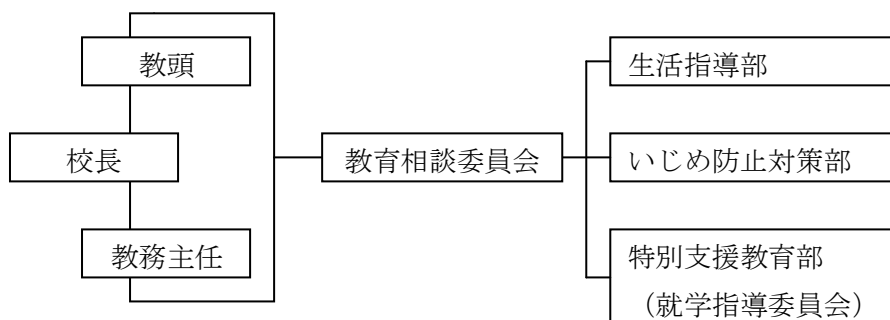 教頭
校長
教務主任
教育相談委員会
生活指導部
いじめ防止対策部
特別支援教育部
（就学指導委員会）